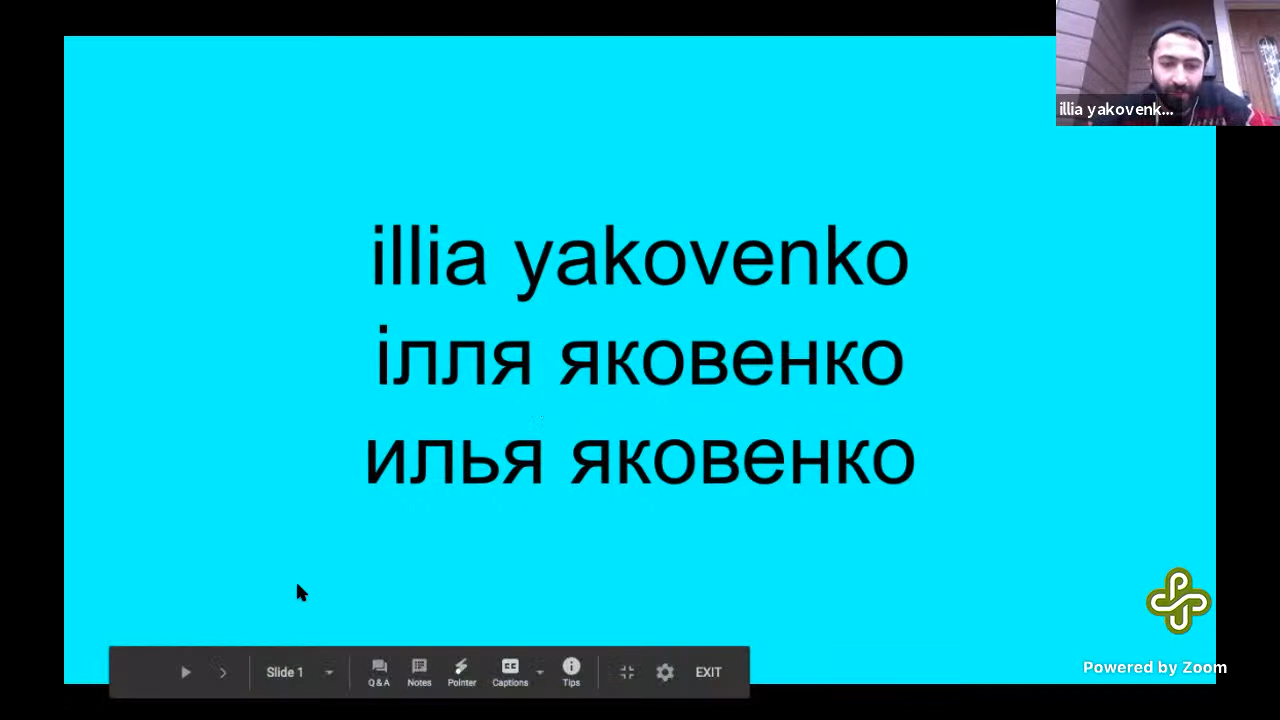 illia yakovenk...
illia yakovenko
ілля яковенко
илья яковенко
Slide 1
Q&A
Notes
Pointer
Captions
Tips
EXIT
Powered by Zoom